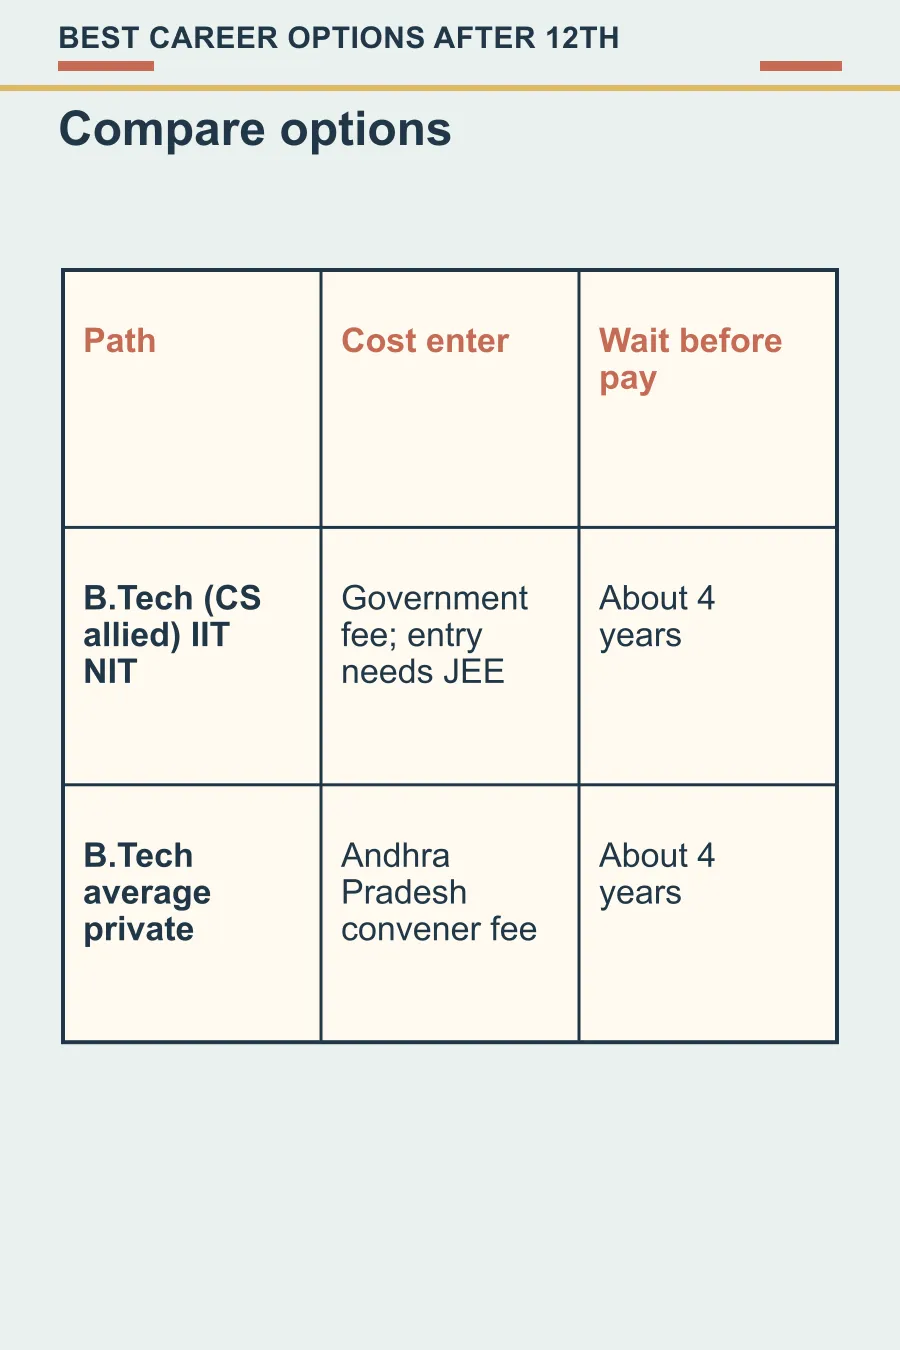 BEST CAREER OPTIONS AFTER 12TH
Compare options
Path
Cost enter
Wait before
pay
B.Tech (CS
allied) IIT
NIT
Government
fee; entry
needs JEE
About 4
years
B.Tech
average
private
Andhra
Pradesh
convener fee
About 4
years